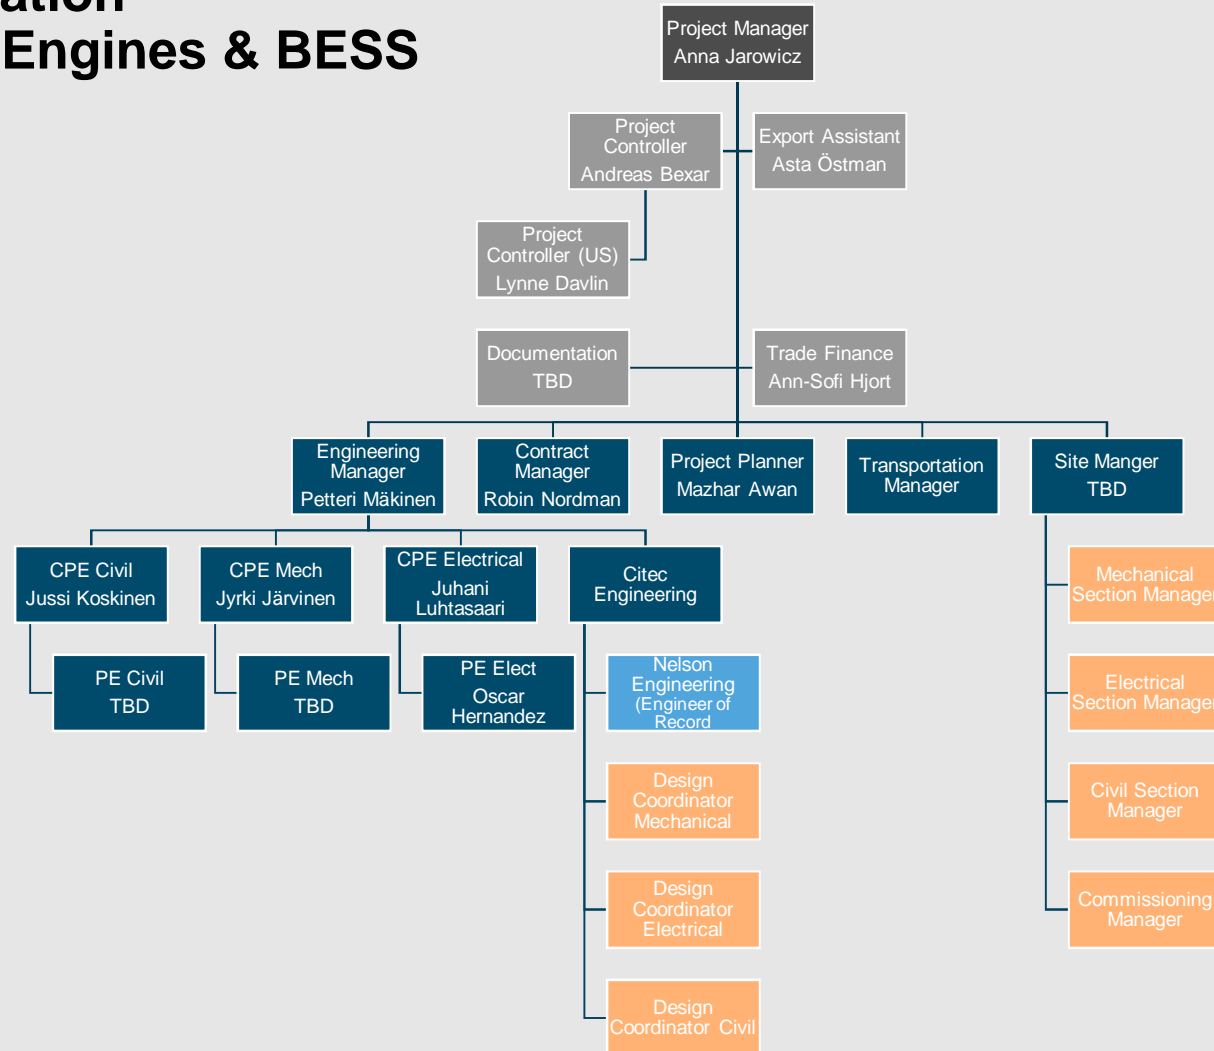 Engines & BESS
Project Manager
Anna Jarowicz
Project
Controller
Andreas Bexar
Export Assistant
Asta Östman
Project
Controller (US)
Lynne Davlin
Documentation
TBD
Trade Finance
Ann-Sofi Hjort
Engineering
Manager
Petteri Mäkinen
Contract
Manager
Robin Nordman
Project Planner
Mazhar Awan
Transportation
Manager
Site Manger
TBD
CPE Civil
Jussi Koskinen
CPE Mech
Jyrki Järvinen
CPE Electrical
Juhani
Luhtasaari
Citec
Engineering
Mechanical
Section Manager
PE Civil
TBD
PE Mech
TBD
PE Elect
Oscar
Hernandez
Nelson
Engineering
(Engineer of
Record
Electrical
Section Manager
Design
Coordinator
Mechanical
Civil Section
Manager
Design
Coordinator
Electrical
Commissioning
Manager
Design
Coordinator Civil